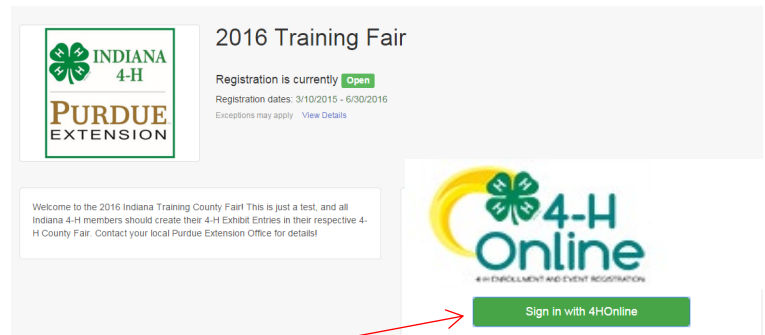 INDIANA
4-H
PURDUE
EXTENSION
2016 Training Fair
Registration is currently Open
Registration dates: 3/10/2015 - 6/30/2016
Exceptions may apply View Details
Welcome to the 2016 Indiana Training County Fair! This is just a test, and all
Indiana 4-H members should create their 4-H Exhibit Entries in their respective 4-
H County Fair. Contact your local Purdue Extension Office for details!
4-H
Online
4-H ENROLLMENT AND EVENT REGISTRATION
Sign in with 4HOnline